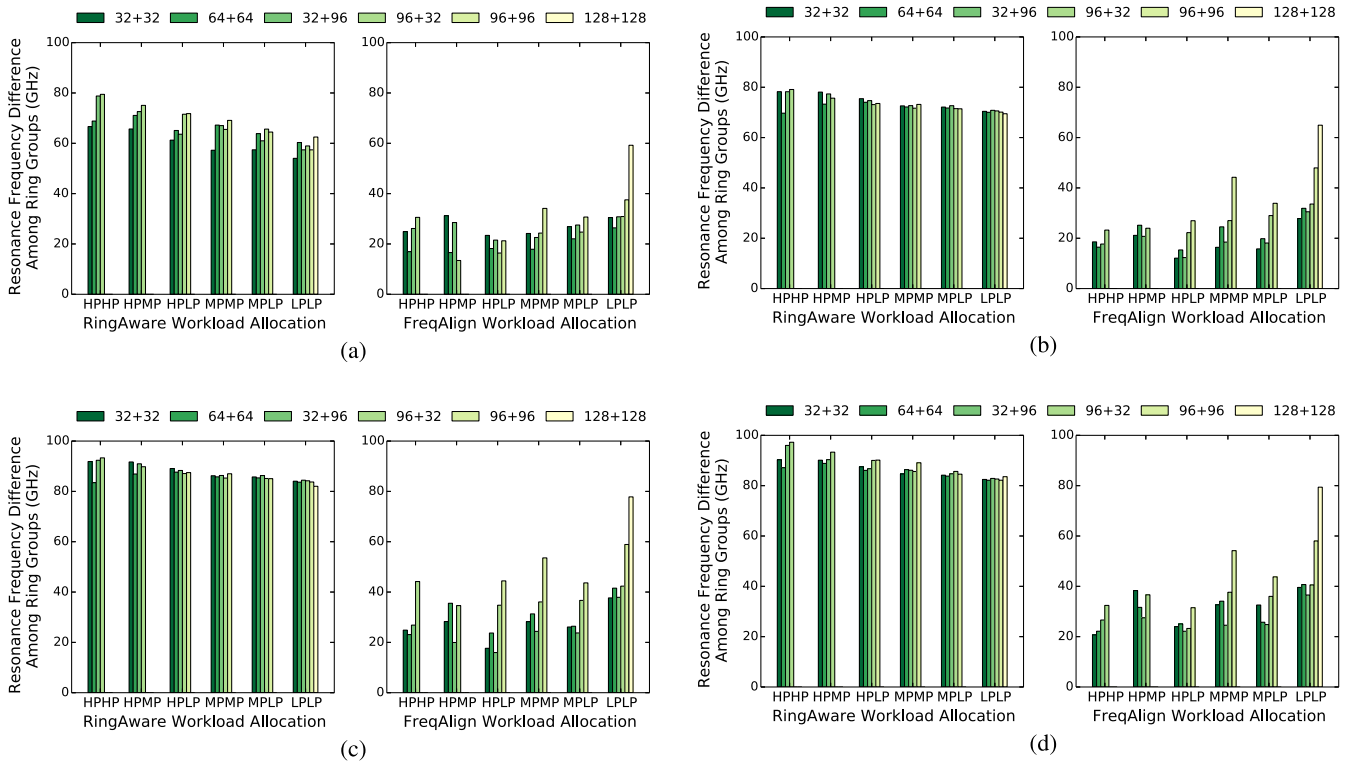 32+32 64+64 32+96 96+32 96+96 128+128
Resonance Frequency Difference
Among Ring Groups (GHz)
100
80
60
40
20
0
HPHP HPMP HPLP MPMP MPLP LPLP
RingAware Workload Allocation
100
80
60
40
20
0
HPHP HPMP HPLP MPMP MPLP LPLP
FreqAlign Workload Allocation
(a)
32+32 64+64 32+96 96+32 96+96 128+128
Resonance Frequency Difference
Among Ring Groups (GHz)
100
80
60
40
20
0
HPHP HPMP HPLP MPMP MPLP LPLP
RingAware Workload Allocation
100
80
60
40
20
0
HPHP HPMP HPLP MPMP MPLP LPLP
FreqAlign Workload Allocation
(b)
32+32 64+64 32+96 96+32 96+96 128+128
Resonance Frequency Difference
Among Ring Groups (GHz)
100
80
60
40
20
0
HPHP HPMP HPLP MPMP MPLP LPLP
RingAware Workload Allocation
100
80
60
40
20
0
HPHP HPMP HPLP MPMP MPLP LPLP
FreqAlign Workload Allocation
(c)
32+32 64+64 32+96 96+32 96+96 128+128
Resonance Frequency Difference
Among Ring Groups (GHz)
100
80
60
40
20
0
HPHP HPMP HPLP MPMP MPLP LPLP
RingAware Workload Allocation
100
80
60
40
20
0
HPHP HPMP HPLP MPMP MPLP LPLP
FreqAlign Workload Allocation
(d)